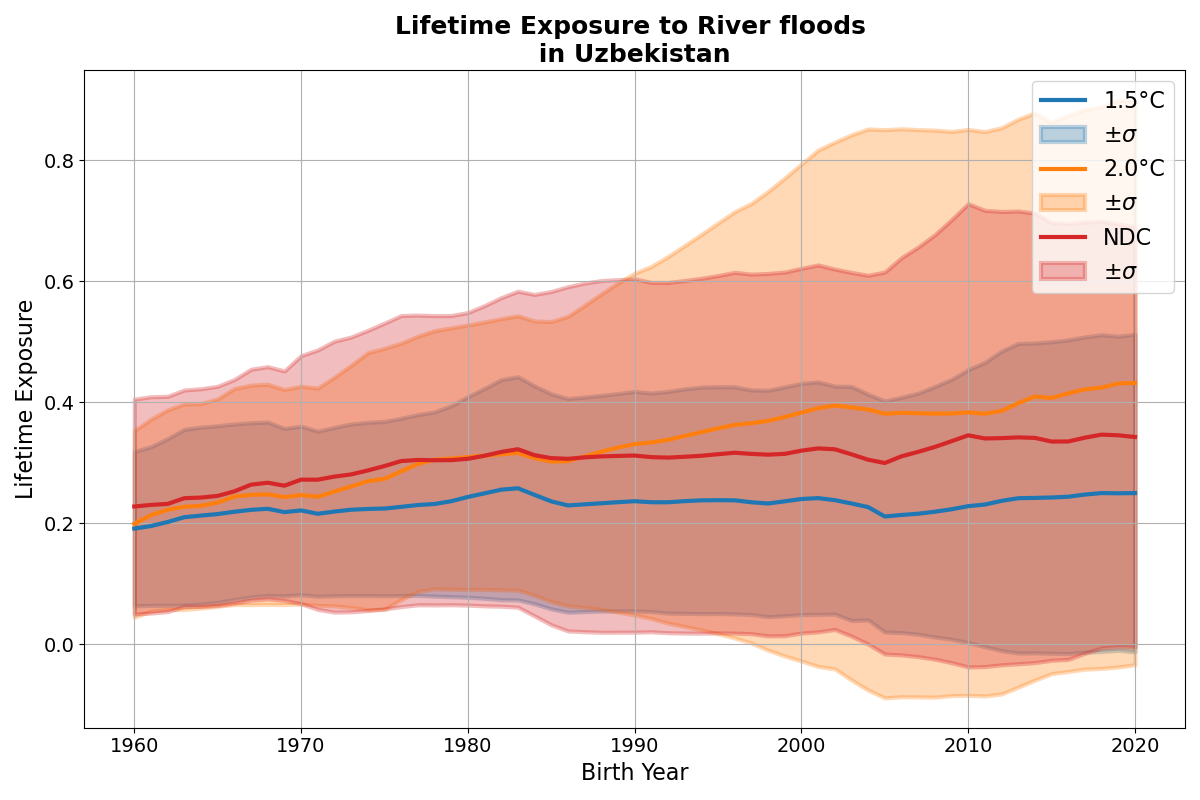 Lifetime Exposure to River floods
in Uzbekistan
Lifetime Exposure
0.8
0.6
0.4
0.2
0.0
1960 1970 1980 1990 2000 2010 2020
Birth Year
1.5°C
±σ
2.0°C
±σ
NDC
±σ